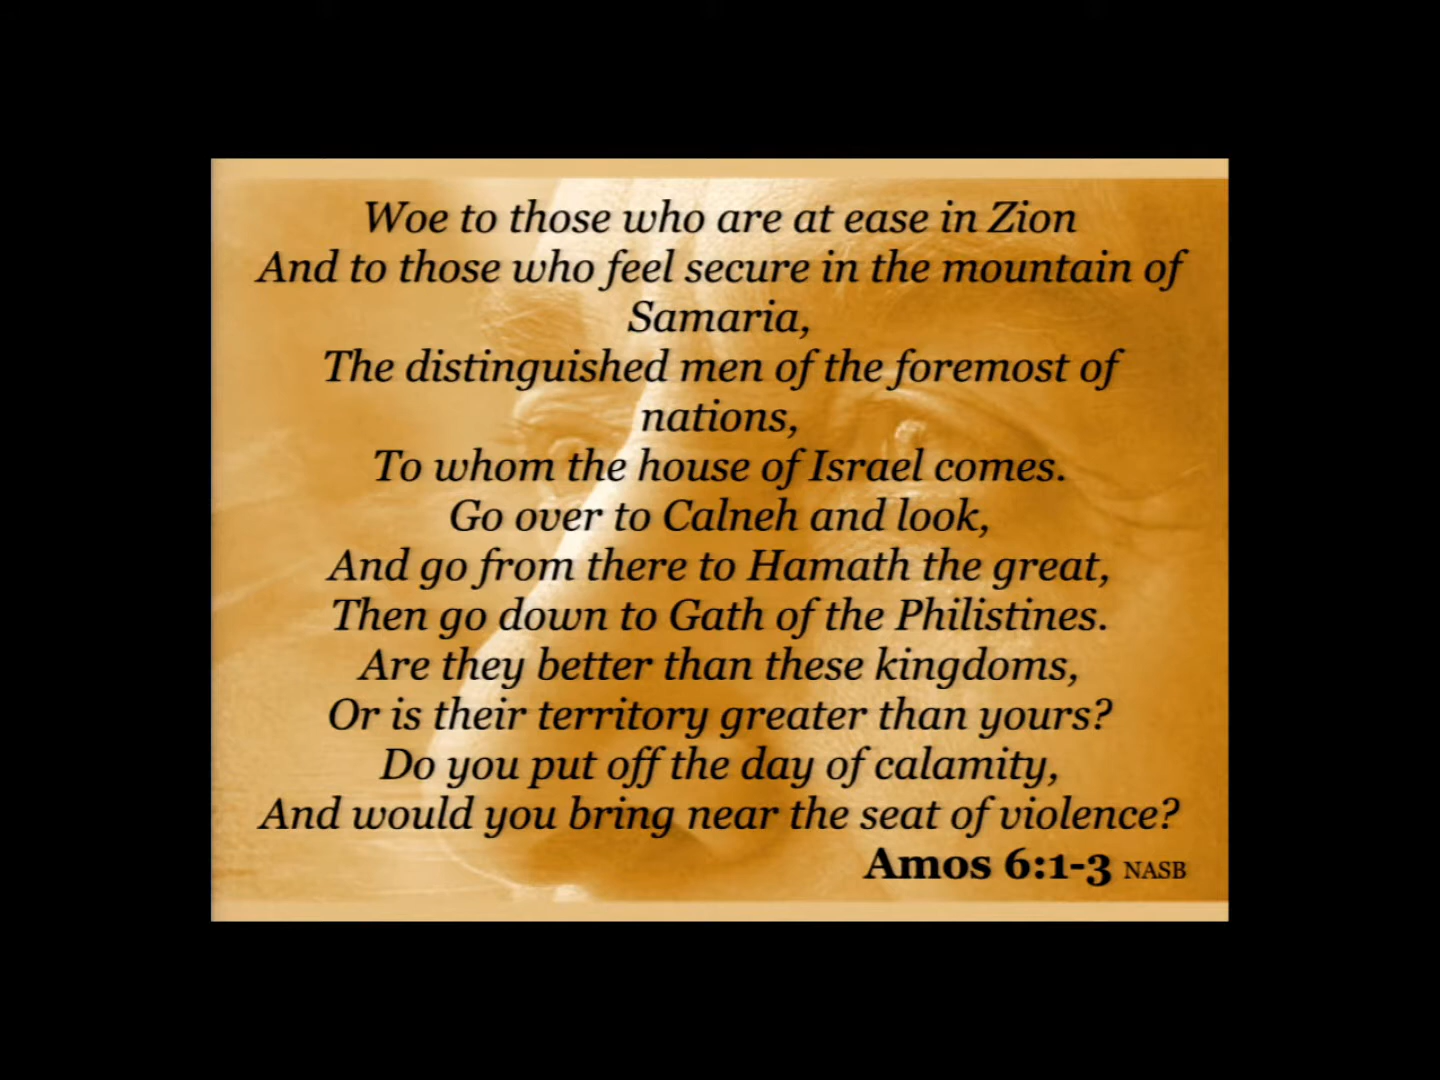 Woe to those who are at ease in Zion
And to those who feel secure in the mountain of
Samaria,
The distinguished men of the foremost of
nations,
To whom the house of Israel comes.
Go over to Calneh and look,
And go from there to Hamath the great,
Then go down to Gath of the Philistines.
Are they better than these kingdoms,
Or is their territory greater than yours?
Do you put off the day of calamity,
And would you bring near the seat of violence?
Amos 6:1-3 NASB